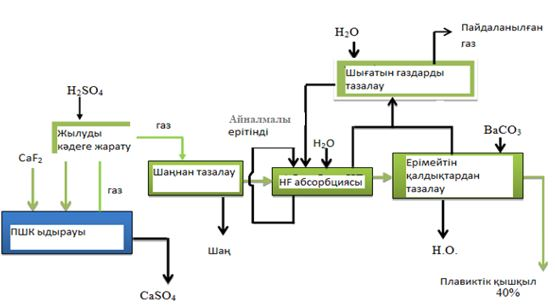 H₂O
Пайдаланылған
газ
Шығатын газдарды
тазалау
H₂SO₄
газ
Айналмалы
ерітінді
Жылуды
кәдеге жарату
H₂O
BaCO₃
CaF₂
газ
Шаңнан тазалау
HF абсорбциясы
Ерімейтін
қалдықтардан
тазалау
ПШК ыдырауы
Шаң
Н.О.
CaSO₄
Плавиктік қышқыл
40%